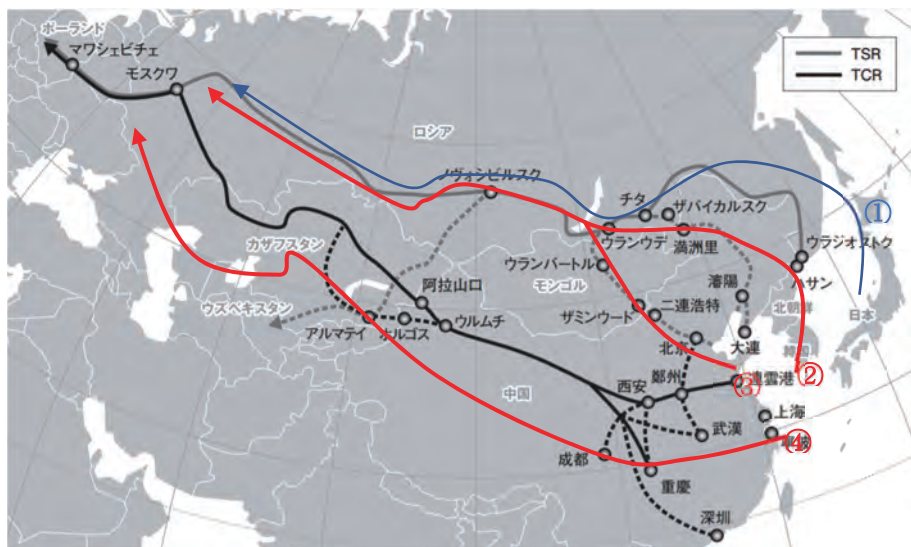 ポーランド
マワシェビチェ
モスクワ
TSR
TCR
ロシア
ノヴォシビルスク
チタ
ザバイカルスク
①
ウランウデ
満洲里
ウラジオストク
ハサン
カザフスタン
ウランバートル
モンゴル
瀋陽
阿拉山口
二連浩特
北朝鮮
日本
ウズベキスタン
ザミンウード
アルマテイ
ホルゴス
ウルムチ
北京
大連
韓国
②
中国
西安
鄭州
③
連雲港
上海
武漢
寧波
④
成都
重慶
深圳